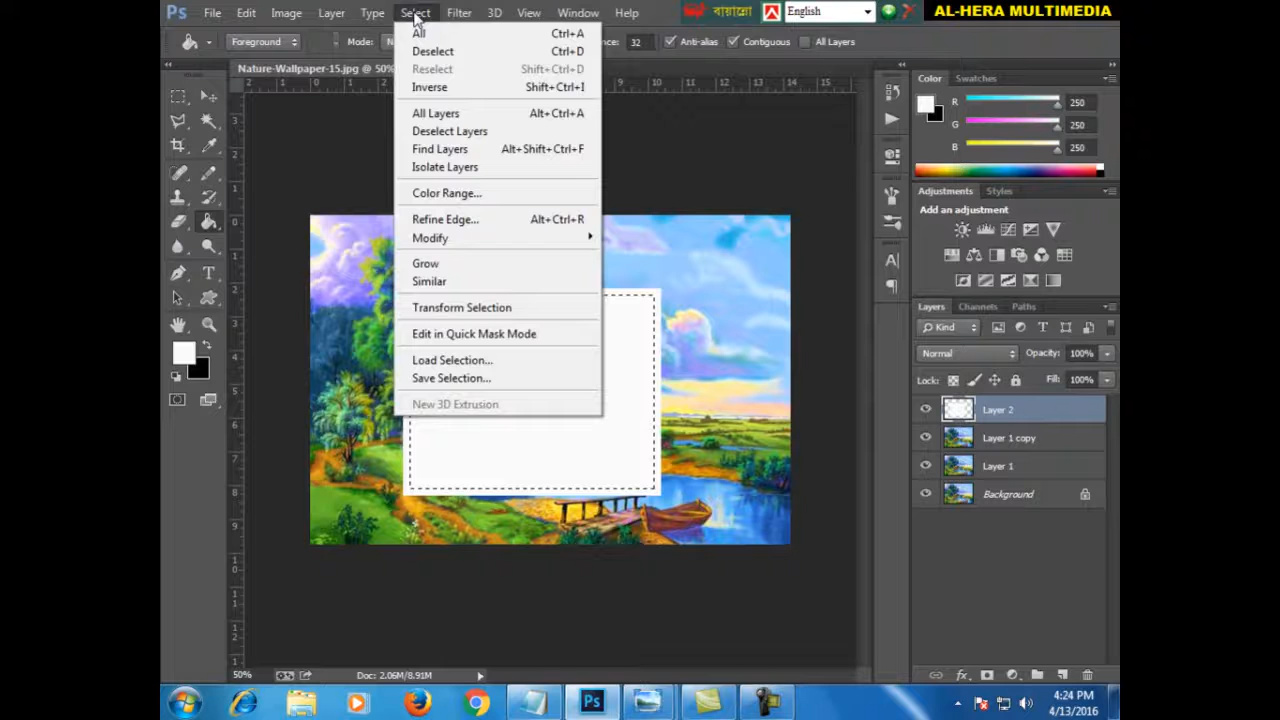 Ps File Edit Image Layer Type Select Filter 3D View Window Help
বায়ান্নো English
AL-HERA MULTIMEDIA
Foreground Mode: 32 Anti-alias Contiguous All Layers
Nature-Wallpaper-15.jpg @ 50%
All Ctrl+A
Deselect Ctrl+D
Reselect Shift+Ctrl+D
Inverse Shift+Ctrl+I
All Layers Alt+Ctrl+A
Deselect Layers
Find Layers Alt+Shift+Ctrl+F
Isolate Layers
Color Range...
Refine Edge... Alt+Ctrl+R
Modify
Grow
Similar
Transform Selection
Edit in Quick Mask Mode
Load Selection...
Save Selection...
New 3D Extrusion
Color Swatches
R 250
G 250
B 250
Adjustments Styles
Add an adjustment
Layers Channels Paths
Kind
Normal Opacity: 100%
Lock: Fill: 100%
Layer 2
Layer 1 copy
Layer 1
Background
50% Doc: 2.06M/8.91M
4:24 PM
4/13/2016